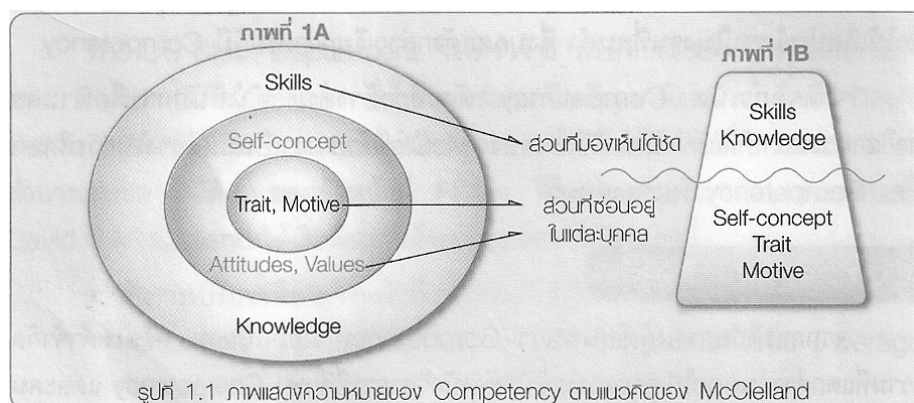 ภาพที่ 1A
Skills
Self-concept
Trait, Motive
Attitudes, Values
Knowledge
ส่วนที่มองเห็นได้ชัด
ส่วนที่ซ่อนอยู่
ในแต่ละบุคคล
ภาพที่ 1B
Skills
Knowledge
Self-concept
Trait
Motive
รูปที่ 1.1 ภาพแสดงความหมายของ Competency ตามแนวคิดของ McClelland